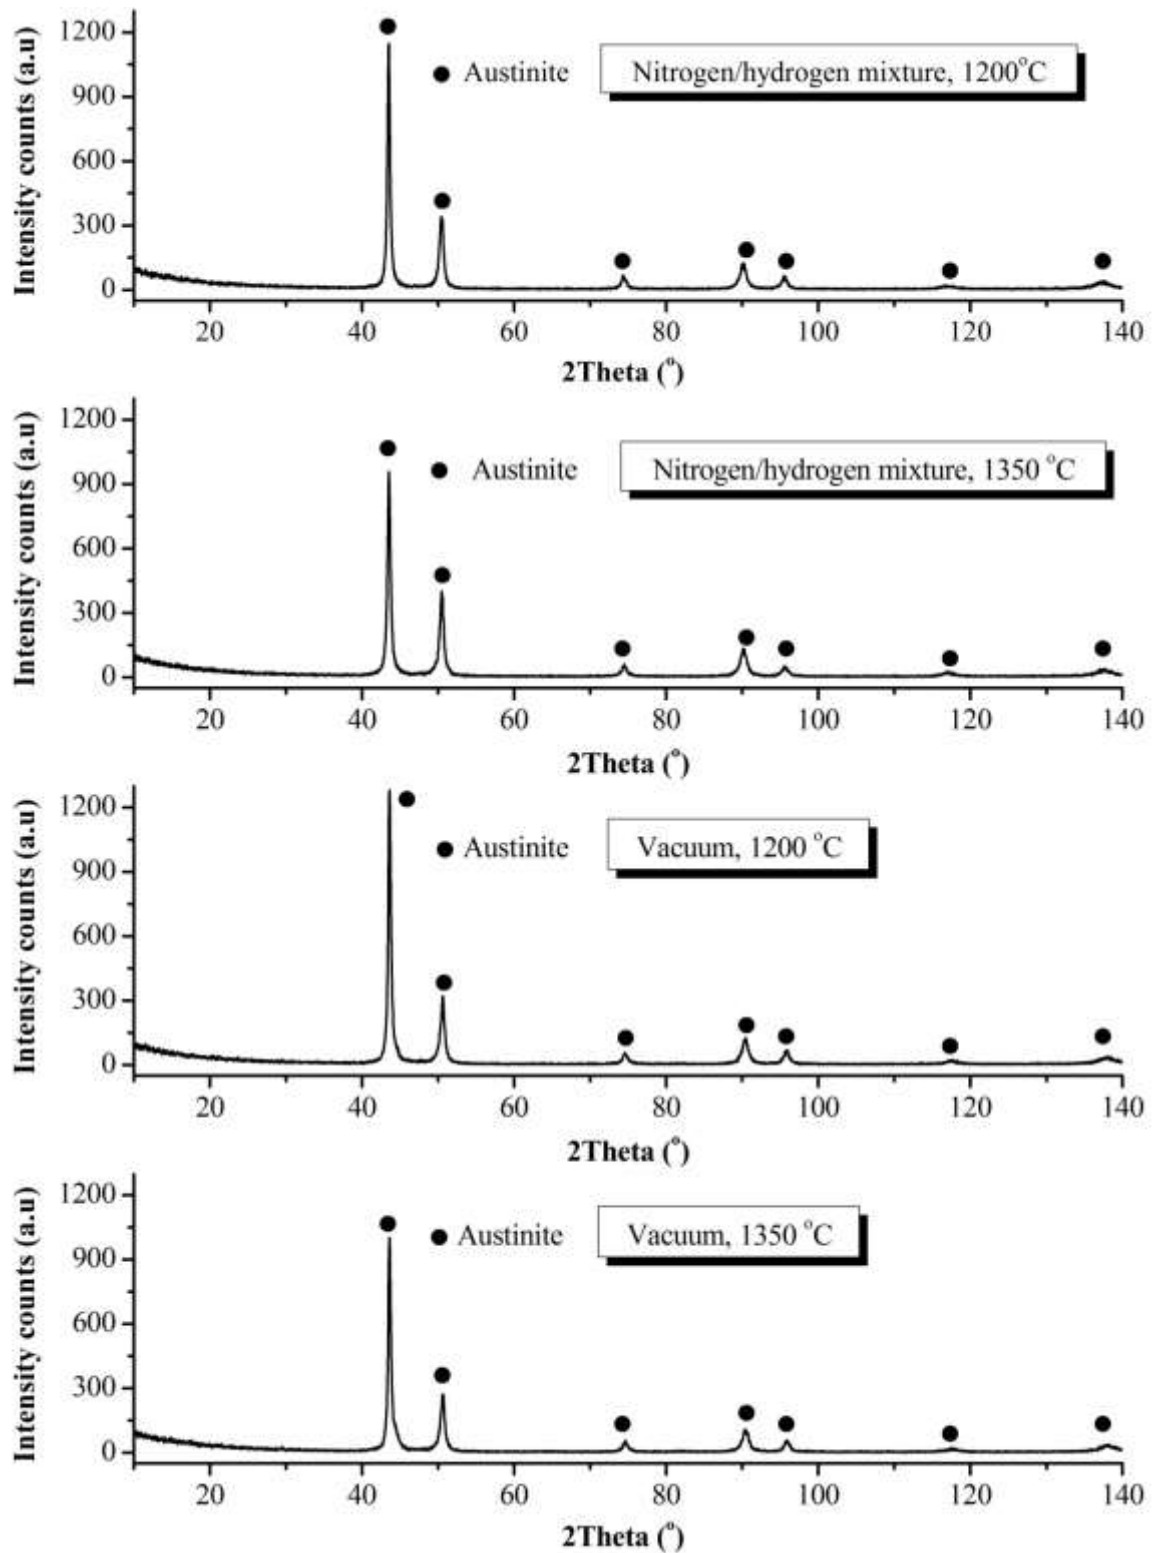 Intensity counts (a.u)
1200
900
600
300
0
Austinite
Nitrogen/hydrogen mixture, 1200°C
20 40 60 80 100 120 140
2Theta (°)
Intensity counts (a.u)
1200
900
600
300
0
Austinite
Nitrogen/hydrogen mixture, 1350 °C
20 40 60 80 100 120 140
2Theta (°)
Intensity counts (a.u)
1200
900
600
300
0
Austinite
Vacuum, 1200 °C
20 40 60 80 100 120 140
2Theta (°)
Intensity counts (a.u)
1200
900
600
300
0
Austinite
Vacuum, 1350 °C
20 40 60 80 100 120 140
2Theta (°)